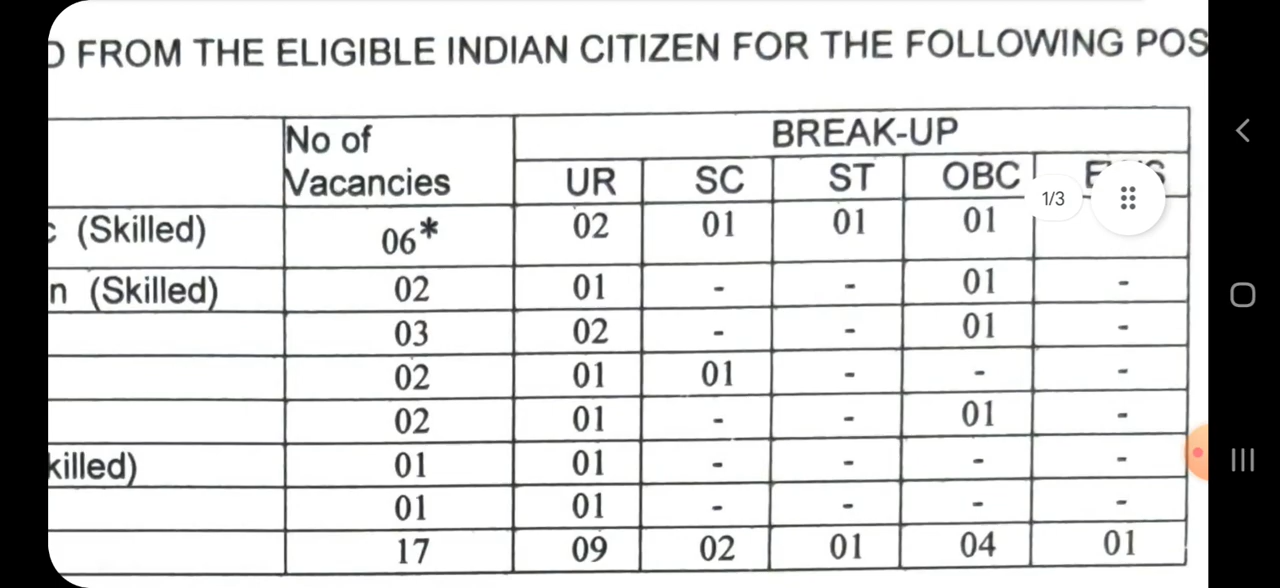 D FROM THE ELIGIBLE INDIAN CITIZEN FOR THE FOLLOWING POS
No of Vacancies BREAK-UP
UR SC ST OBC
c (Skilled) 06* 02 01 01 01
n (Skilled) 02 01 - - 01 -
03 02 - - 01 -
02 01 01 - - -
02 01 - - 01 -
killed) 01 01 - - - -
01 01 - - - -
17 09 02 01 04 01
1/3